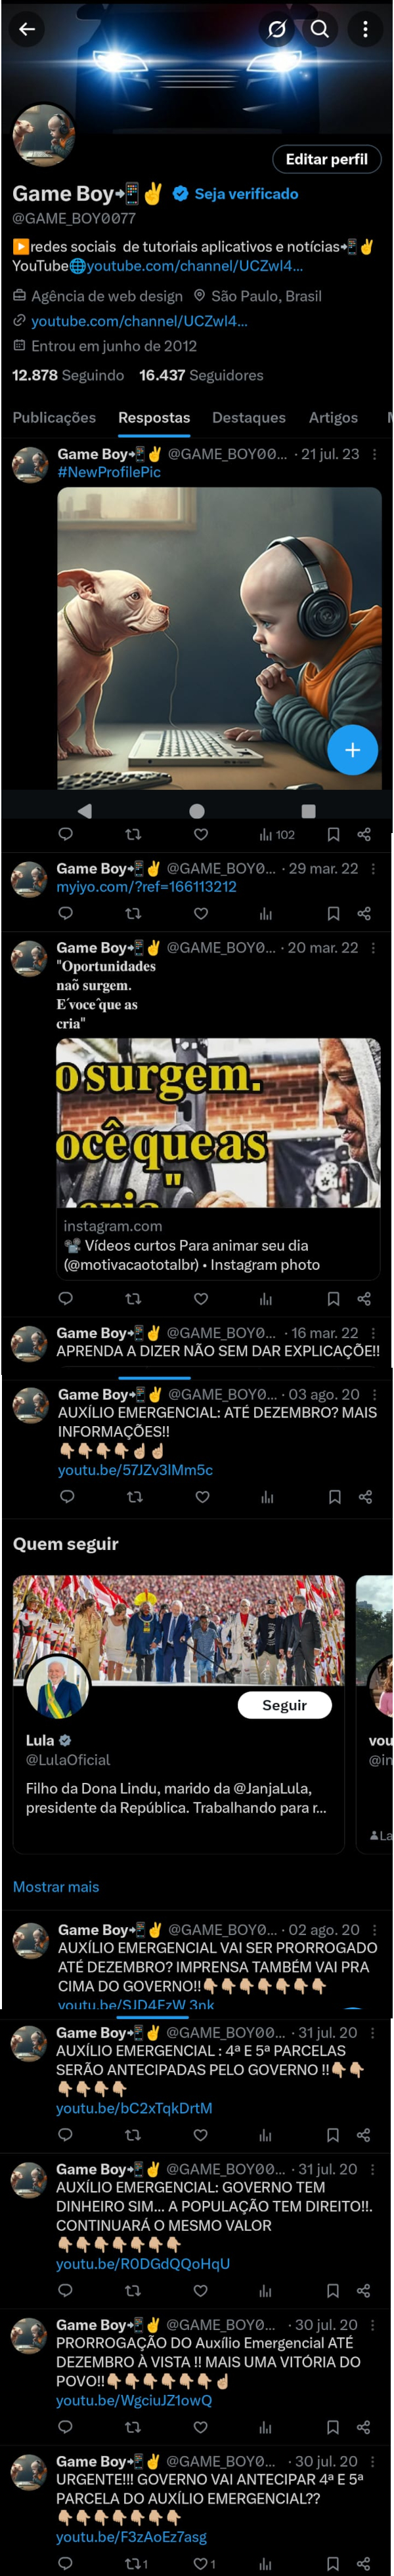 Editar perfil
Game Boy📲✌ Seja verificado
@GAME_BOY0077
▶redes sociais de tutoriais aplicativos e notícias📲✌
YouTube🌐youtube.com/channel/UCZwl4...
Agência de web design São Paulo, Brasil
youtube.com/channel/UCZwl4...
Entrou em junho de 2012
12.878 Seguindo 16.437 Seguidores
Publicações Respostas Destaques Artigos
Game Boy📲✌ @GAME_BOY00... · 21 jul. 23
#NewProfilePic
102
Game Boy📲✌ @GAME_BOY0... · 29 mar. 22
myiyo.com/?ref=166113212
Game Boy📲✌ @GAME_BOY0... · 20 mar. 22
"Oportunidades
naõ surgem.
E´voceˆque as
cria"
o surgem.
ocê que as
"
cria
instagram.com
📽 Vídeos curtos Para animar seu dia
(@motivacaototalbr) • Instagram photo
Game Boy📲✌ @GAME_BOY0... · 16 mar. 22
APRENDA A DIZER NÃO SEM DAR EXPLICAÇÕE!!
Game Boy📲✌ @GAME_BOY0... · 03 ago. 20
AUXÍLIO EMERGENCIAL: ATÉ DEZEMBRO? MAIS
INFORMAÇÕES!!
👇🏼👇🏼👇🏼👇🏼☝🏼☝🏼
youtu.be/57JZv3lMm5c
Quem seguir
Seguir
Lula
@LulaOficial
Filho da Dona Lindu, marido da @JanjaLula,
presidente da República. Trabalhando para r...
vou
@in
La
Mostrar mais
Game Boy📲✌ @GAME_BOY0... · 02 ago. 20
AUXÍLIO EMERGENCIAL VAI SER PRORROGADO
ATÉ DEZEMBRO? IMPRENSA TAMBÉM VAI PRA
CIMA DO GOVERNO!!👇🏼👇🏼👇🏼👇🏼👇🏼👇🏼👇🏼
youtu.be/SJD4FzW_3nk
Game Boy📲✌ @GAME_BOY00... · 31 jul. 20
AUXÍLIO EMERGENCIAL : 4ª E 5ª PARCELAS
SERÃO ANTECIPADAS PELO GOVERNO !!👇🏼👇🏼
👇🏼👇🏼👇🏼👇🏼
youtu.be/bC2xTqkDrtM
Game Boy📲✌ @GAME_BOY00... · 31 jul. 20
AUXÍLIO EMERGENCIAL: GOVERNO TEM
DINHEIRO SIM... A POPULAÇÃO TEM DIREITO!!.
CONTINUARÁ O MESMO VALOR
👇🏼👇🏼👇🏼👇🏼👇🏼👇🏼👇🏼
youtu.be/R0DGdQQoHqU
Game Boy📲✌ @GAME_BOY0... · 30 jul. 20
PRORROGAÇÃO DO Auxílio Emergencial ATÉ
DEZEMBRO À VISTA !! MAIS UMA VITÓRIA DO
POVO!!👇🏼👇🏼👇🏼👇🏼👇🏼👇🏼☝🏼
youtu.be/WgciuJZ1owQ
Game Boy📲✌ @GAME_BOY0... · 30 jul. 20
URGENTE!!! GOVERNO VAI ANTECIPAR 4ª E 5ª
PARCELA DO AUXÍLIO EMERGENCIAL??
👇🏼👇🏼👇🏼👇🏼👇🏼👇🏼👇🏼
youtu.be/F3zAoEz7asg
1 1